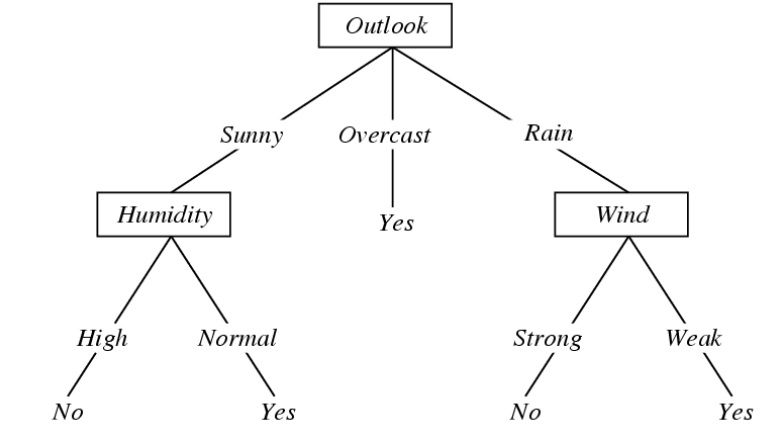 Outlook
Sunny Overcast Rain
Humidity Yes Wind
High Normal Strong Weak
No Yes No Yes